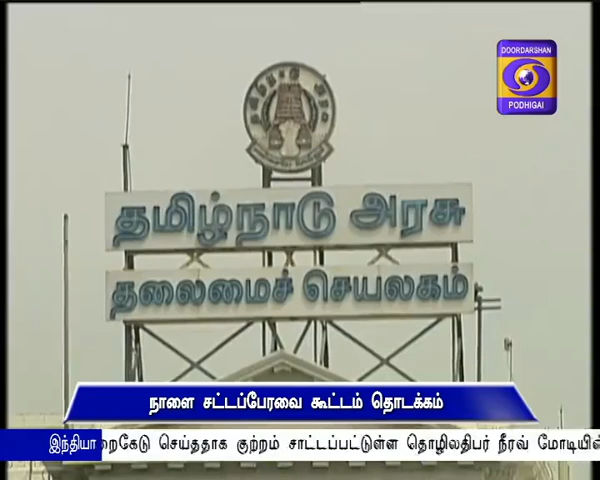 DOORDARSHAN
PODHIGAI
தமிழ்நாடு அரசு
தலைமைச் செயலகம்
நாளை சட்டப்பேரவை கூட்டம் தொடக்கம்
இந்தியா றைகேடு செய்ததாக குற்றம் சாட்டப்பட்டுள்ள தொழிலதிபர் நீரவ் மோடியின்